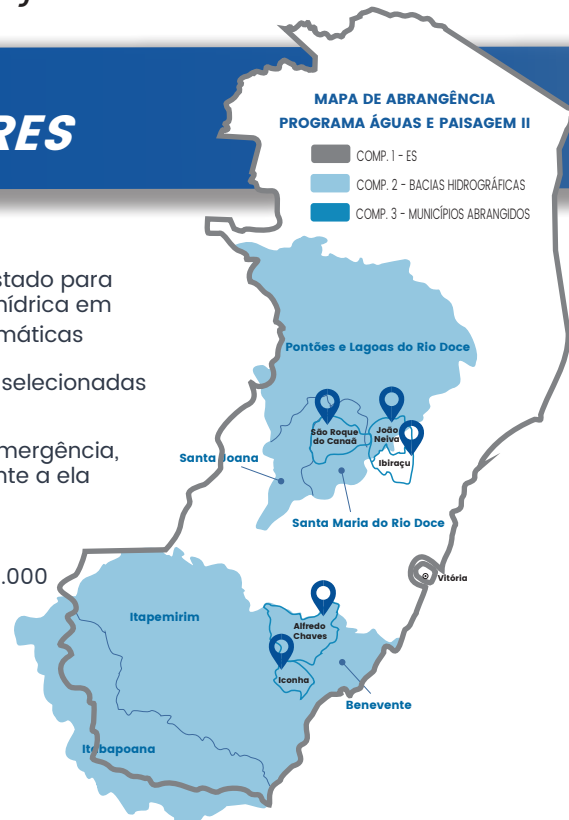 RES
stado para
hídrica em
máticas
selecionadas
mergência,
nte a ela
.000
MAPA DE ABRANGÊNCIA
PROGRAMA ÁGUAS E PAISAGEM II
COMP. 1 - ES
COMP. 2 - BACIAS HIDROGRÁFICAS
COMP. 3 - MUNICÍPIOS ABRANGIDOS
Pontões e Lagoas do Rio Doce
São Roque
do Canaã
João
Neiva
Ibiraçu
Santa Joana
Santa Maria do Rio Doce
Vitória
Itapemirim
Alfredo
Chaves
Iconha
Benevente
Itabapoana